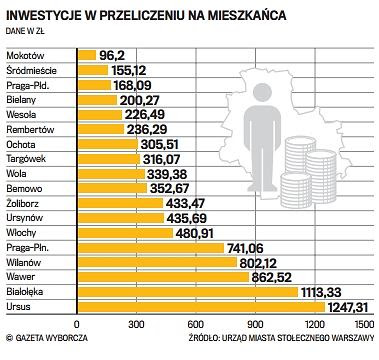 INWESTYCJE W PRZELICZENIU NA MIESZKAŃCA
DANE W ZŁ
Mokotów 96,2
Śródmieście 155,12
Praga-Płd. 168,09
Bielany 200,27
Wesoła 226,49
Rembertów 236,29
Ochota 305,51
Targówek 316,07
Wola 339,38
Bemowo 352,67
Żoliborz 433,47
Ursynów 435,69
Włochy 480,91
Praga-Płn. 741,06
Wilanów 802,12
Wawer 862,52
Białołęka 1113,33
Ursus 1247,31
0 300 600 900 1200 1500
© GAZETA WYBORCZA ŹRÓDŁO: URZĄD MIASTA STOŁECZNEGO WARSZAWY